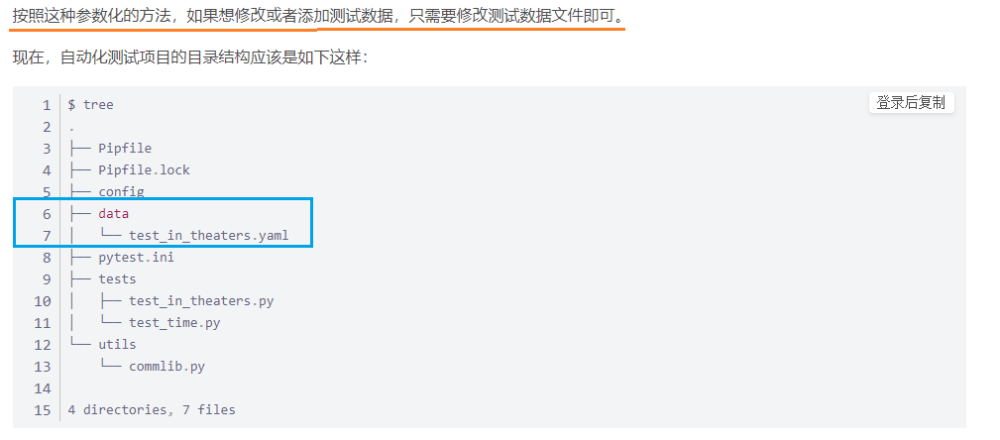 按照这种参数化的方法，如果想修改或者添加测试数据，只需要修改测试数据文件即可。
现在，自动化测试项目的目录结构应该是如下这样：
登录后复制
1 $ tree
2 .
3 ├── Pipfile
4 ├── Pipfile.lock
5 ├── config
6 ├── data
7 │   └── test_in_theaters.yaml
8 ├── pytest.ini
9 ├── tests
10 │   ├── test_in_theaters.py
11 │   └── test_time.py
12 └── utils
13     └── commlib.py
14
15 4 directories, 7 files